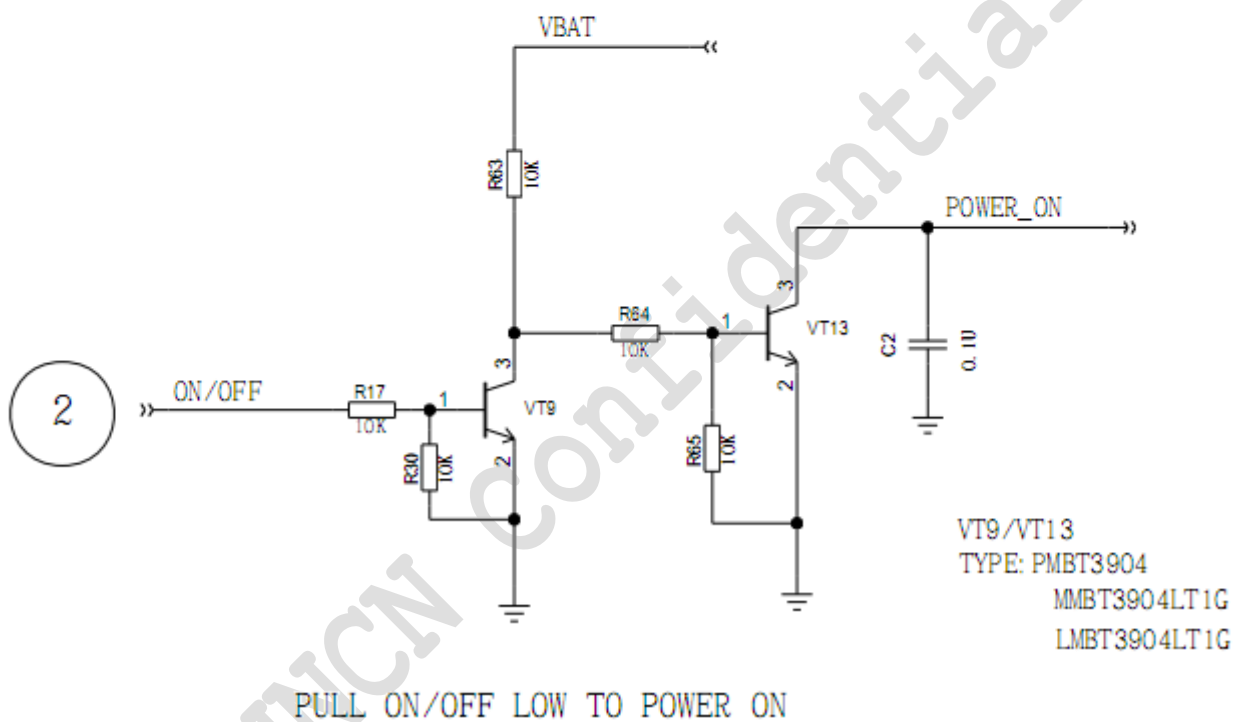 VBAT
R63
10K
POWER_ON
3
R64
10K
1
VT13
C2
0.1U
2
3
2
ON/OFF
R17
10K
1
VT9
R30
10K
2
R65
10K
VT9/VT13
TYPE: PMBT3904
MMBT3904LT1G
LMBT3904LT1G
PULL ON/OFF LOW TO POWER ON
Confidentia